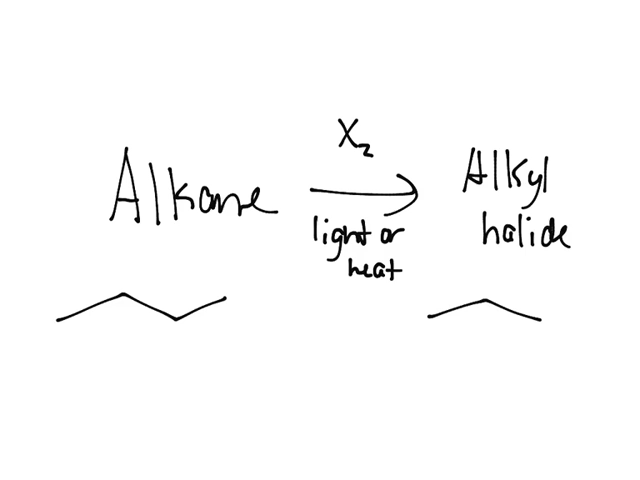 X₂
Alkane
Alkyl
halide
light or
heat